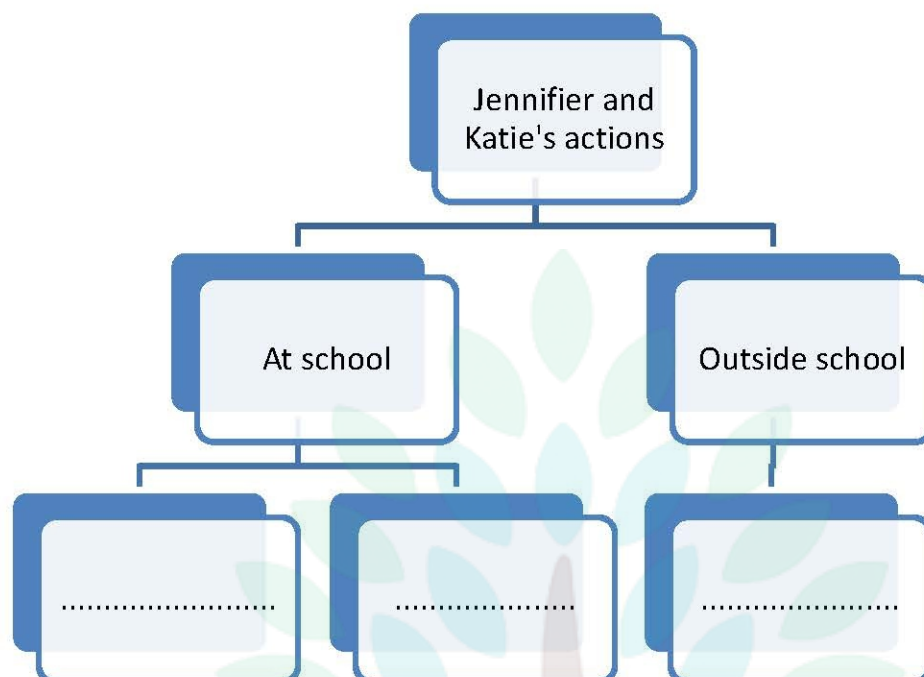 Jennifier and
Katie's actions
At school
Outside school
...........................
.......................
.........................